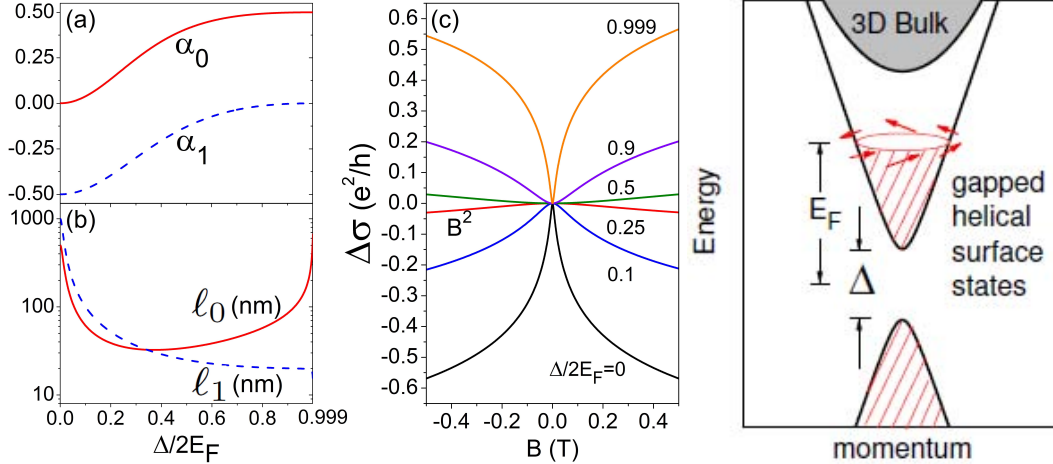 (a)
0.50
0.25
0.00
-0.25
-0.50
α₀
α₁
(b)
1000
100
10
ℓ₀ (nm)
ℓ₁ (nm)
0.0 0.2 0.4 0.6 0.8 0.999
Δ/2E_F
(c)
0.6
0.5
0.4
0.3
0.2
0.1
0.0
-0.1
-0.2
-0.3
-0.4
-0.5
-0.6
Δσ (e²/h)
0.999
0.9
0.5
B²
0.25
0.1
Δ/2E_F=0
-0.4 -0.2 0.0 0.2 0.4
B (T)
Energy
3D Bulk
E_F
Δ
gapped
helical
surface
states
momentum